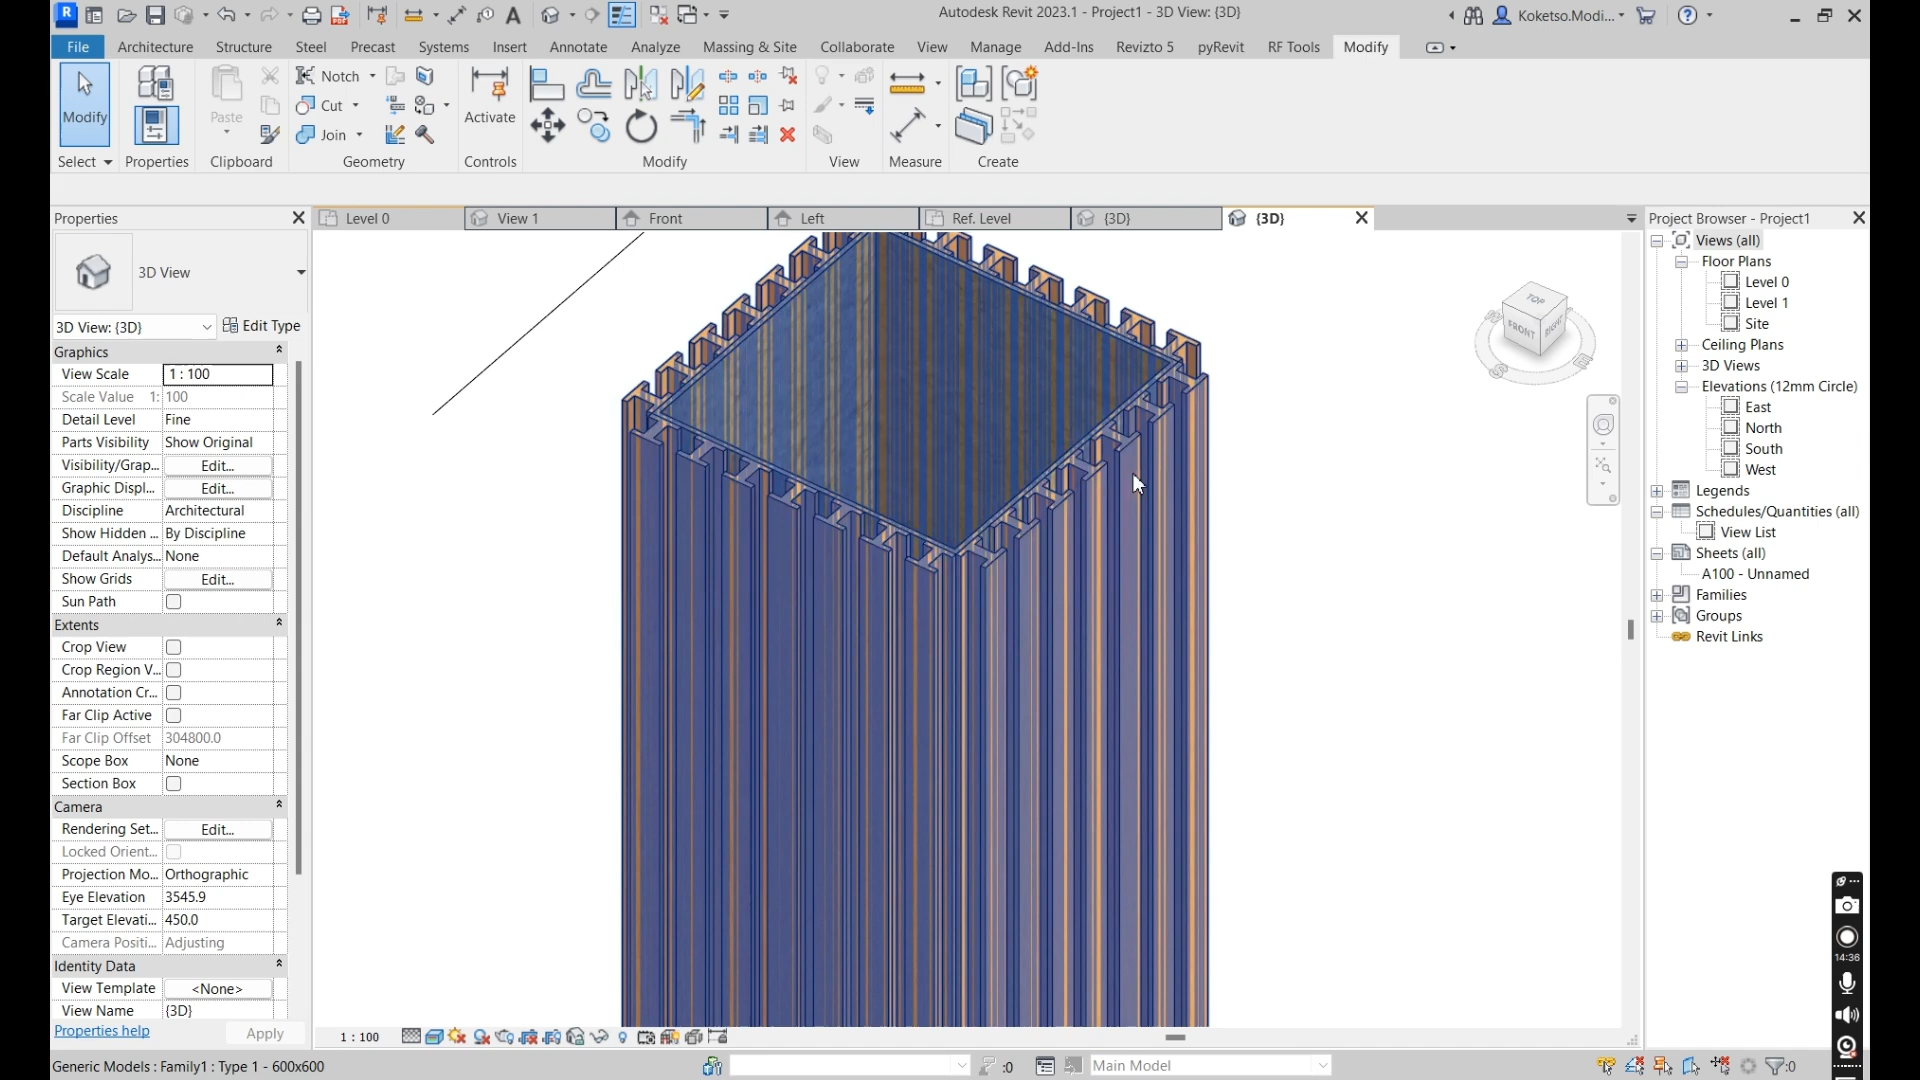 Autodesk Revit 2023.1 - Project1 - 3D View: {3D}
Koketso.Modi...
File Architecture Structure Steel Precast Systems Insert Annotate Analyze Massing & Site Collaborate View Manage Add-Ins Revizto 5 pyRevit RF Tools Modify
Modify
Paste
Notch
Cut
Join
Activate
Select Properties Clipboard Geometry Controls Modify View Measure Create
Properties
Level 0
View 1
Front
Left
Ref. Level
{3D}
{3D}
Project Browser - Project1
3D View
3D View: {3D}
Edit Type
Graphics
View Scale 1 : 100
Scale Value 1: 100
Detail Level Fine
Parts Visibility Show Original
Visibility/Grap... Edit...
Graphic Displ... Edit...
Discipline Architectural
Show Hidden ... By Discipline
Default Analys... None
Show Grids Edit...
Sun Path
Extents
Crop View
Crop Region V...
Annotation Cr...
Far Clip Active
Far Clip Offset 304800.0
Scope Box None
Section Box
Camera
Rendering Set... Edit...
Locked Orient...
Projection Mo... Orthographic
Eye Elevation 3545.9
Target Elevati... 450.0
Camera Positi... Adjusting
Identity Data
View Template <None>
View Name {3D}
Properties help
Apply
TOP
FRONT
RIGHT
S
E
Views (all)
Floor Plans
Level 0
Level 1
Site
Ceiling Plans
3D Views
Elevations (12mm Circle)
East
North
South
West
Legends
Schedules/Quantities (all)
View List
Sheets (all)
A100 - Unnamed
Families
Groups
Revit Links
14:36
1 : 100
Generic Models : Family1 : Type 1 - 600x600
:0
Main Model
:0